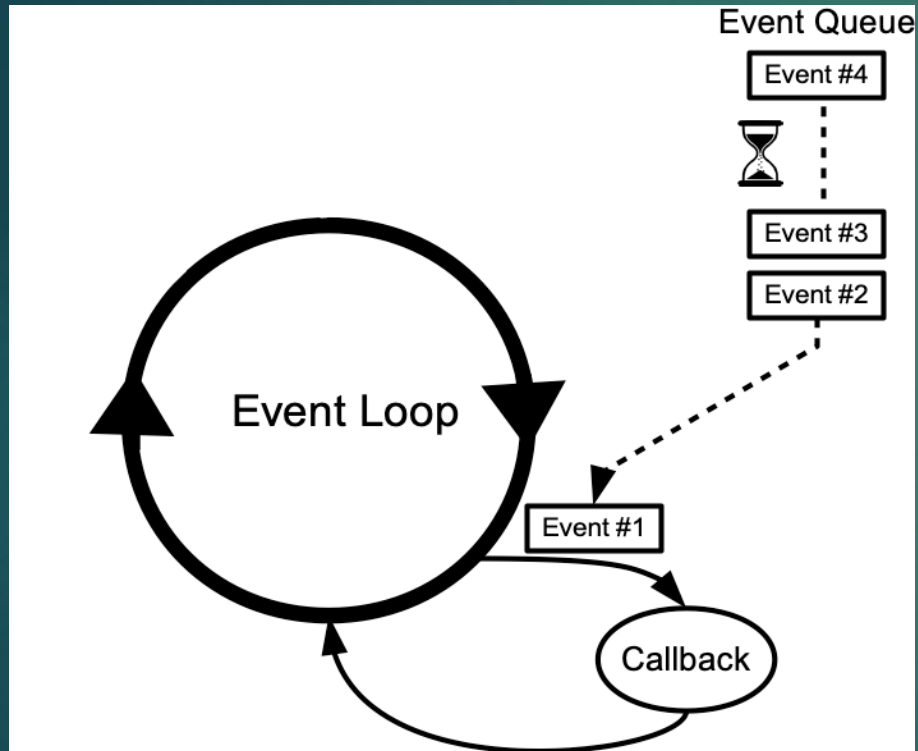 Event Queue
Event #4
Event #3
Event #2
Event Loop
Event #1
Callback